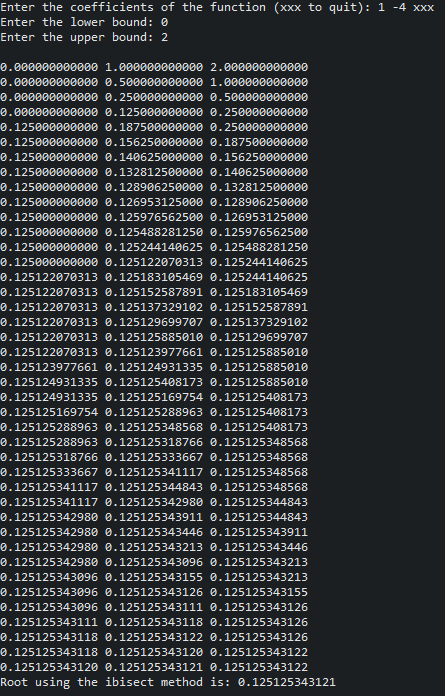 Enter the coefficients of the function (xxx to quit): 1 -4 xxx
Enter the lower bound: 0
Enter the upper bound: 2
0.000000000000 1.000000000000 2.000000000000
0.000000000000 0.500000000000 1.000000000000
0.000000000000 0.250000000000 0.500000000000
0.000000000000 0.125000000000 0.250000000000
0.125000000000 0.187500000000 0.250000000000
0.125000000000 0.156250000000 0.187500000000
0.125000000000 0.140625000000 0.156250000000
0.125000000000 0.132812500000 0.140625000000
0.125000000000 0.128906250000 0.132812500000
0.125000000000 0.126953125000 0.128906250000
0.125000000000 0.125976562500 0.126953125000
0.125000000000 0.125488281250 0.125976562500
0.125000000000 0.125244140625 0.125488281250
0.125000000000 0.125122070313 0.125244140625
0.125122070313 0.125183105469 0.125244140625
0.125122070313 0.125152587891 0.125183105469
0.125122070313 0.125137329102 0.125152587891
0.125122070313 0.125129699707 0.125137329102
0.125122070313 0.125125885010 0.125129699707
0.125122070313 0.125123977661 0.125125885010
0.125123977661 0.125124931335 0.125125885010
0.125124931335 0.125125408173 0.125125885010
0.125124931335 0.125125169754 0.125125408173
0.125125169754 0.125125288963 0.125125408173
0.125125288963 0.125125348568 0.125125408173
0.125125288963 0.125125318766 0.125125348568
0.125125318766 0.125125333667 0.125125348568
0.125125333667 0.125125341117 0.125125348568
0.125125341117 0.125125344843 0.125125348568
0.125125341117 0.125125342980 0.125125344843
0.125125342980 0.125125343911 0.125125344843
0.125125342980 0.125125343446 0.125125343911
0.125125342980 0.125125343213 0.125125343446
0.125125342980 0.125125343096 0.125125343213
0.125125343096 0.125125343155 0.125125343213
0.125125343096 0.125125343126 0.125125343155
0.125125343096 0.125125343111 0.125125343126
0.125125343111 0.125125343118 0.125125343126
0.125125343118 0.125125343122 0.125125343126
0.125125343118 0.125125343120 0.125125343122
0.125125343120 0.125125343121 0.125125343122
Root using the ibisect method is: 0.125125343121